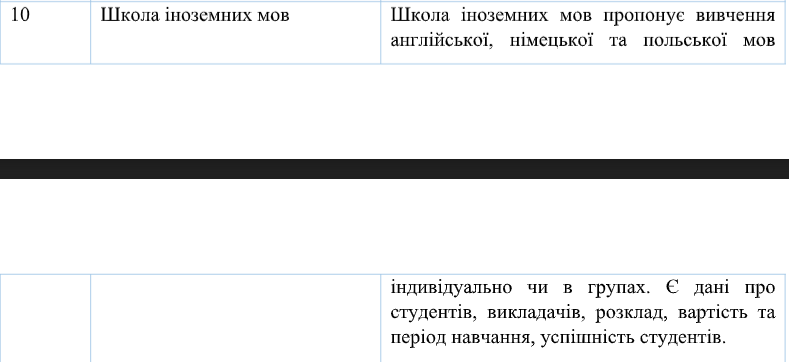 10 Школа іноземних мов Школа іноземних мов пропонує вивчення
англійської, німецької та польської мов
індивідуально чи в групах. Є дані про
студентів, викладачів, розклад, вартість та
період навчання, успішність студентів.